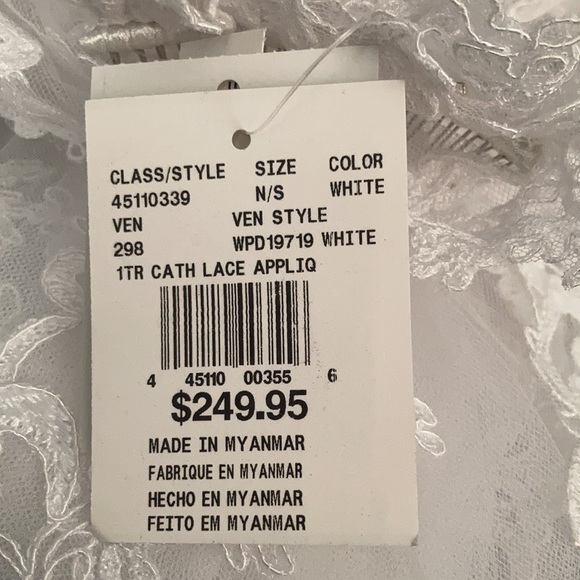 CLASS/STYLE SIZE COLOR
45110339 N/S WHITE
VEN VEN STYLE
298 WPD19719 WHITE
1TR CATH LACE APPLIQ
4 45110 00355 6
$249.95
MADE IN MYANMAR
FABRIQUE EN MYANMAR
HECHO EN MYANMAR
FEITO EM MYANMAR